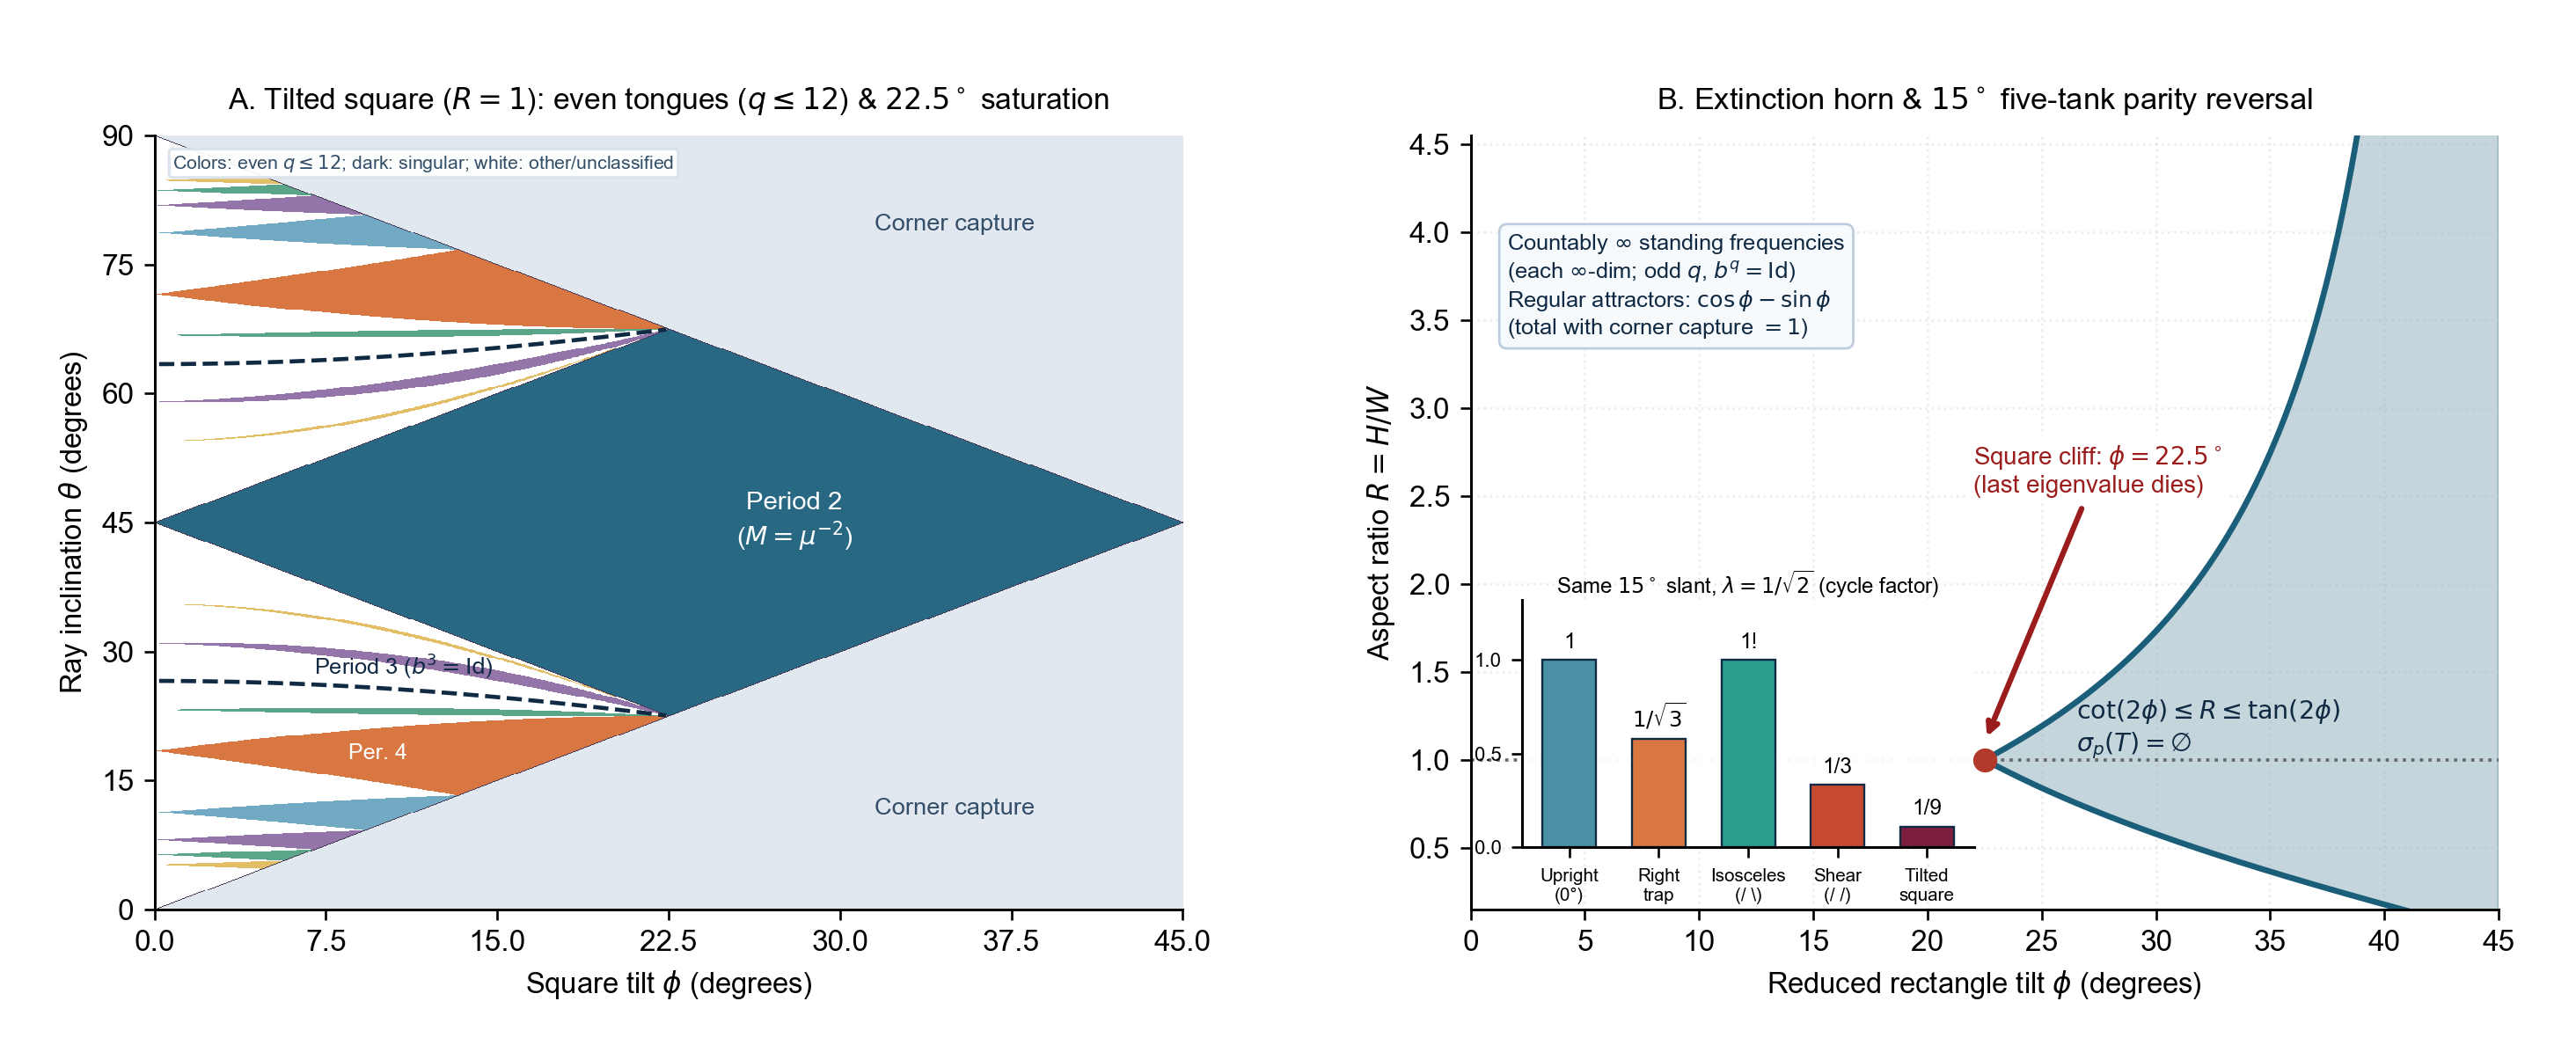 A. Tilted square (R = 1): even tongues (q ≤ 12) & 22.5° saturation
Colors: even q ≤ 12; dark: singular; white: other/unclassified
Corner capture
Period 2
(M = μ⁻²)
Period 3 (b³ = Id)
Per. 4
Corner capture
90
75
60
45
30
15
0
Ray inclination θ (degrees)
0.0 7.5 15.0 22.5 30.0 37.5 45.0
Square tilt φ (degrees)
B. Extinction horn & 15° five-tank parity reversal
4.5
4.0
3.5
3.0
2.5
2.0
1.5
1.0
0.5
Aspect ratio R = H/W
Countably ∞ standing frequencies
(each ∞-dim; odd q, b^q = Id)
Regular attractors: cos φ − sin φ
(total with corner capture = 1)
Square cliff: φ = 22.5°
(last eigenvalue dies)
cot(2φ) ≤ R ≤ tan(2φ)
σₚ(T) = ∅
Same 15° slant, λ = 1/√2 (cycle factor)
1 1/√3 1! 1/3 1/9
1.0
0.5
0.0
Upright Right Isosceles Shear Tilted
(0°) trap (/ \) (/ /) square
0 5 10 15 20 25 30 35 40 45
Reduced rectangle tilt φ (degrees)